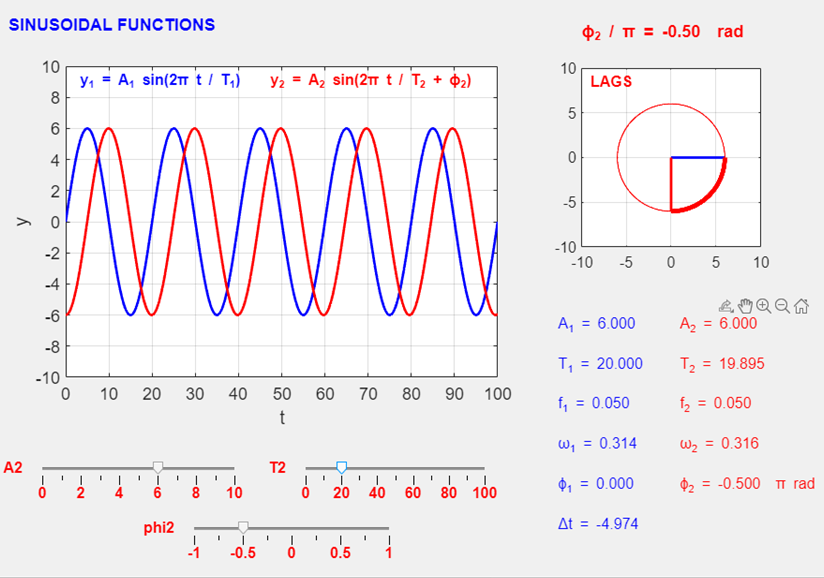 SINUSOIDAL FUNCTIONS
ϕ₂ / π = -0.50 rad
y₁ = A₁ sin(2π t / T₁) y₂ = A₂ sin(2π t / T₂ + ϕ₂)
10
8
6
4
2
0
-2
-4
-6
-8
-10
y
0 10 20 30 40 50 60 70 80 90 100
t
LAGS
10
5
0
-5
-10
-10 -5 0 5 10
A₁ = 6.000 A₂ = 6.000
T₁ = 20.000 T₂ = 19.895
f₁ = 0.050 f₂ = 0.050
ω₁ = 0.314 ω₂ = 0.316
ϕ₁ = 0.000 ϕ₂ = -0.500 π rad
Δt = -4.974
A2
0 2 4 6 8 10
T2
0 20 40 60 80 100
phi2
-1 -0.5 0 0.5 1